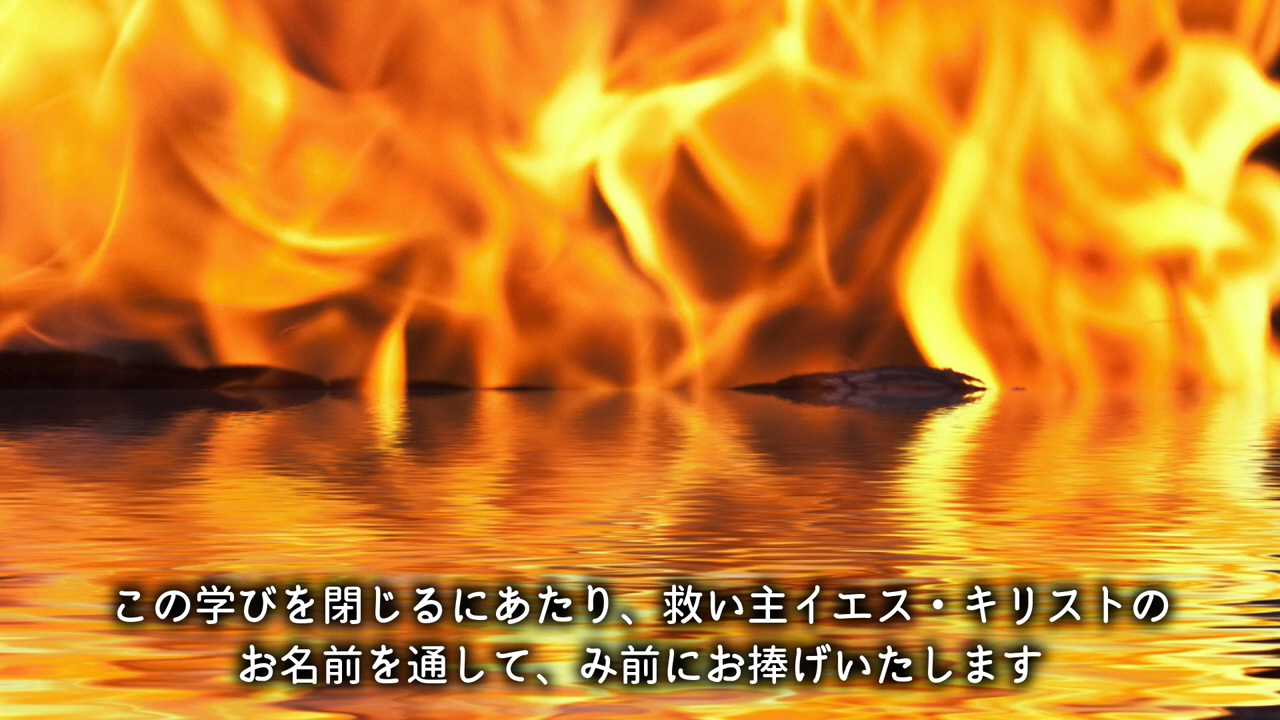 この学びを閉じるにあたり、救い主イエス・キリストの
お名前を通して、み前にお捧げいたします